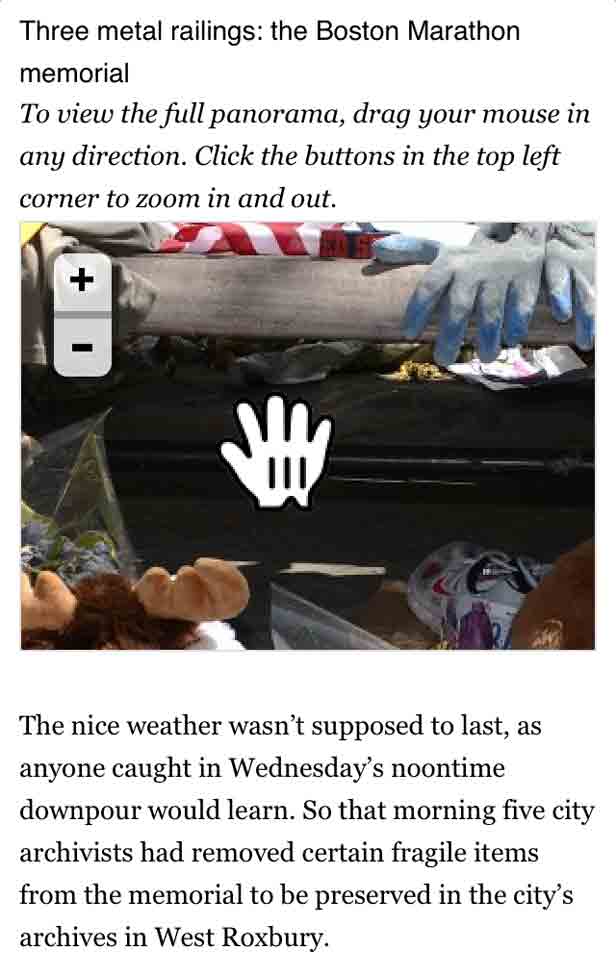 Three metal railings: the Boston Marathon
memorial
To view the full panorama, drag your mouse in
any direction. Click the buttons in the top left
corner to zoom in and out.
+
-
The nice weather wasn’t supposed to last, as
anyone caught in Wednesday’s noontime
downpour would learn. So that morning five city
archivists had removed certain fragile items
from the memorial to be preserved in the city’s
archives in West Roxbury.